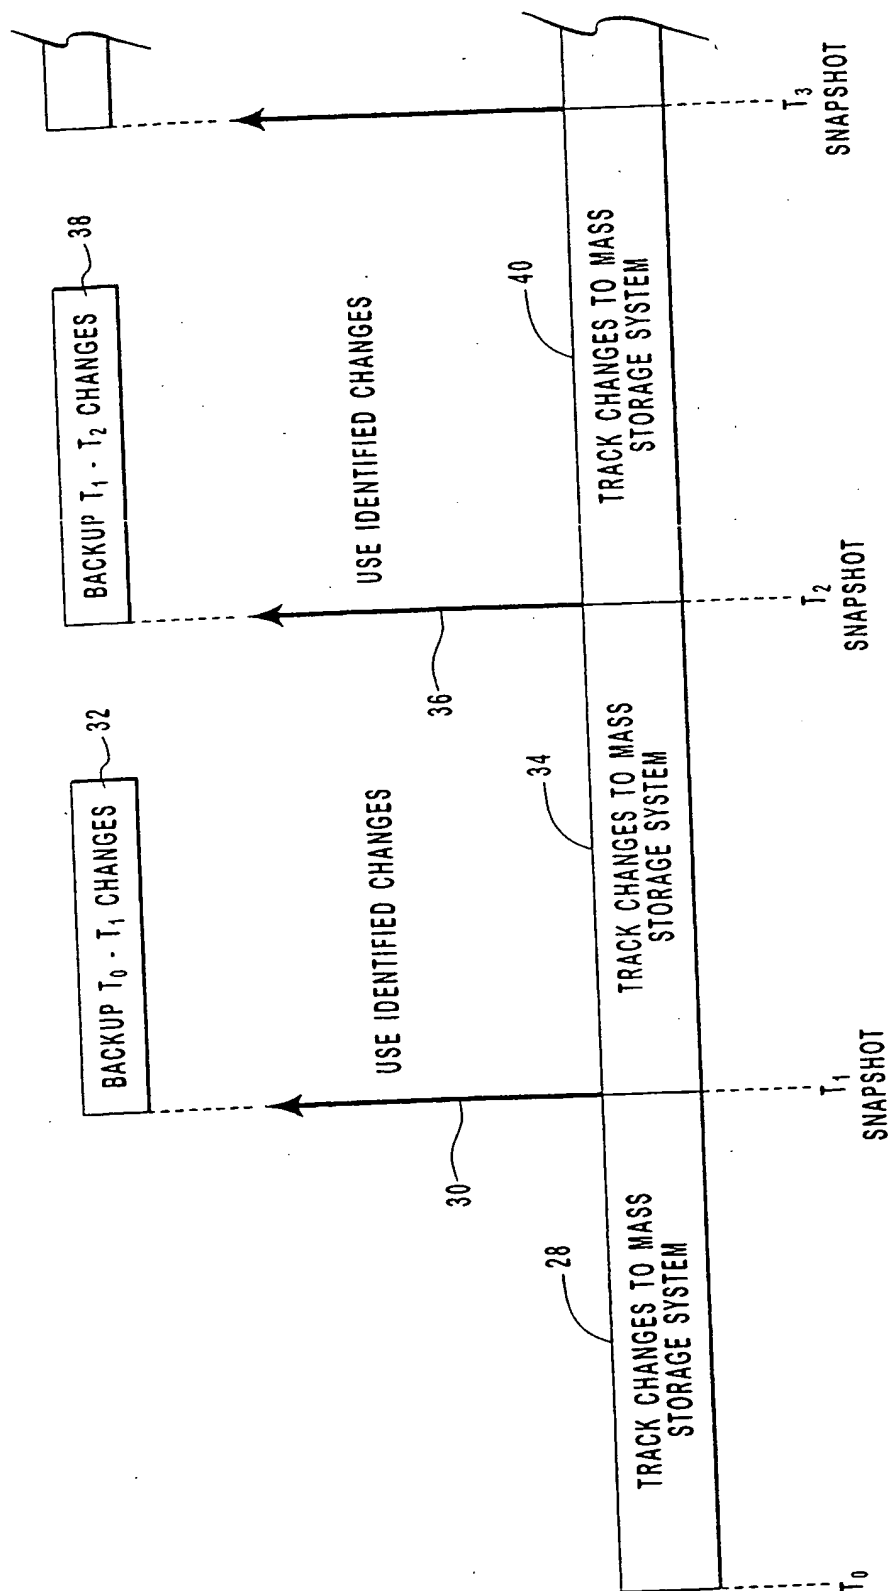 BACKUP T0 - T1 CHANGES
32
BACKUP T1 - T2 CHANGES
38
USE IDENTIFIED CHANGES
USE IDENTIFIED CHANGES
30
36
28
34
40
TRACK CHANGES TO MASS
STORAGE SYSTEM
TRACK CHANGES TO MASS
STORAGE SYSTEM
TRACK CHANGES TO MASS
STORAGE SYSTEM
T0
T1
SNAPSHOT
T2
SNAPSHOT
T3
SNAPSHOT